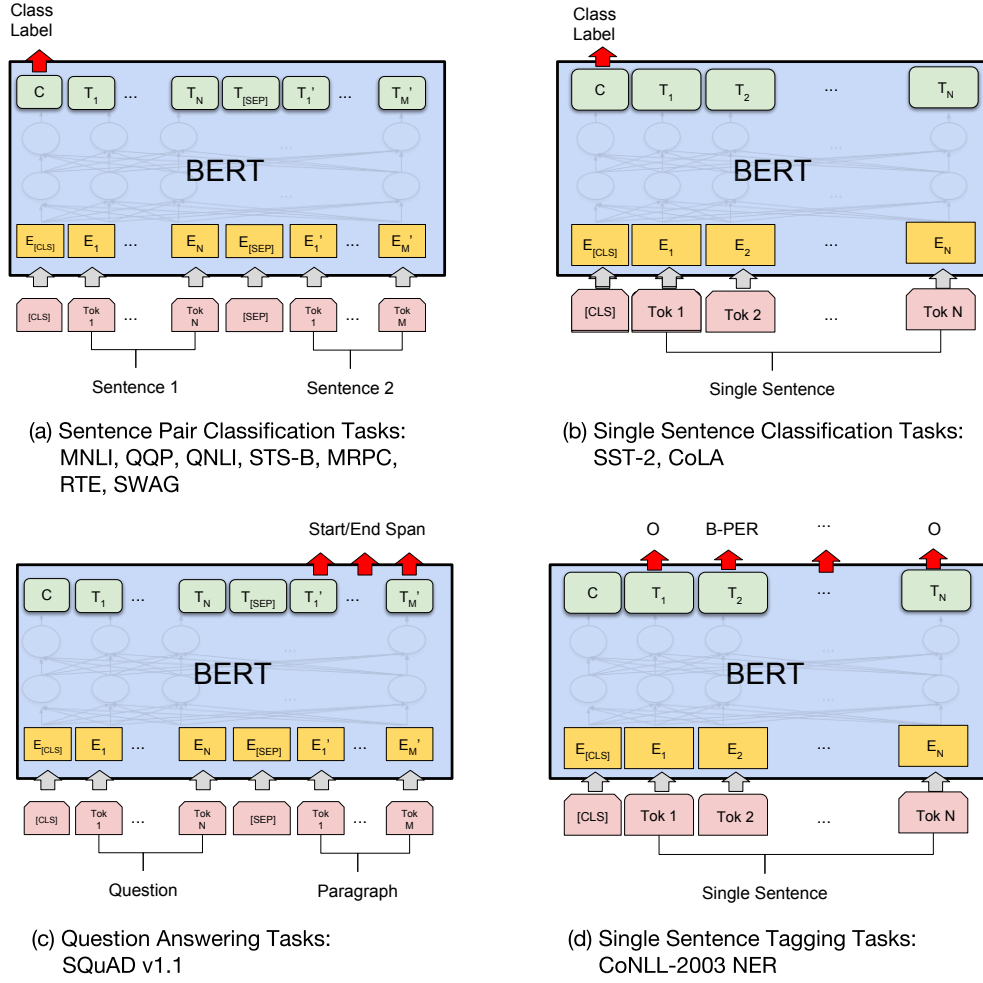 Class
Label
C T1 ... TN T[SEP] T1' ... TM'
...
BERT
...
E[CLS] E1 ... EN E[SEP] E1' ... EM'
[CLS] Tok 1 ... Tok N [SEP] Tok 1 ... Tok M
Sentence 1 Sentence 2
(a) Sentence Pair Classification Tasks:
MNLI, QQP, QNLI, STS-B, MRPC,
RTE, SWAG
Class
Label
C T1 T2 ... TN
...
BERT
...
E[CLS] E1 E2 ... EN
[CLS] Tok 1 Tok 2 ... Tok N
Single Sentence
(b) Single Sentence Classification Tasks:
SST-2, CoLA
Start/End Span
C T1 ... TN T[SEP] T1' ... TM'
...
BERT
...
E[CLS] E1 ... EN E[SEP] E1' ... EM'
[CLS] Tok 1 ... Tok N [SEP] Tok 1 ... Tok M
Question Paragraph
(c) Question Answering Tasks:
SQuAD v1.1
O B-PER ... O
C T1 T2 ... TN
...
BERT
...
E[CLS] E1 E2 ... EN
[CLS] Tok 1 Tok 2 ... Tok N
Single Sentence
(d) Single Sentence Tagging Tasks:
CoNLL-2003 NER